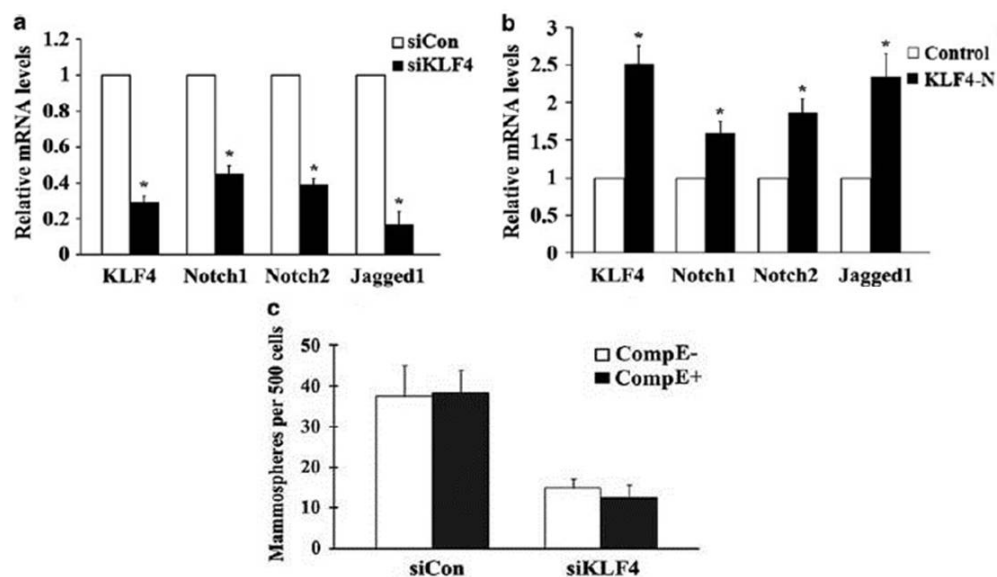 a
Relative mRNA levels
1.2
1
0.8
0.6
0.4
0.2
0
siCon
siKLF4
*
*
*
*
KLF4 Notch1 Notch2 Jagged1
b
Relative mRNA levels
3
2.5
2
1.5
1
0.5
0
Control
KLF4-N
*
*
*
*
KLF4 Notch1 Notch2 Jagged1
c
Mammospheres per 500 cells
50
40
30
20
10
0
CompE-
CompE+
siCon siKLF4